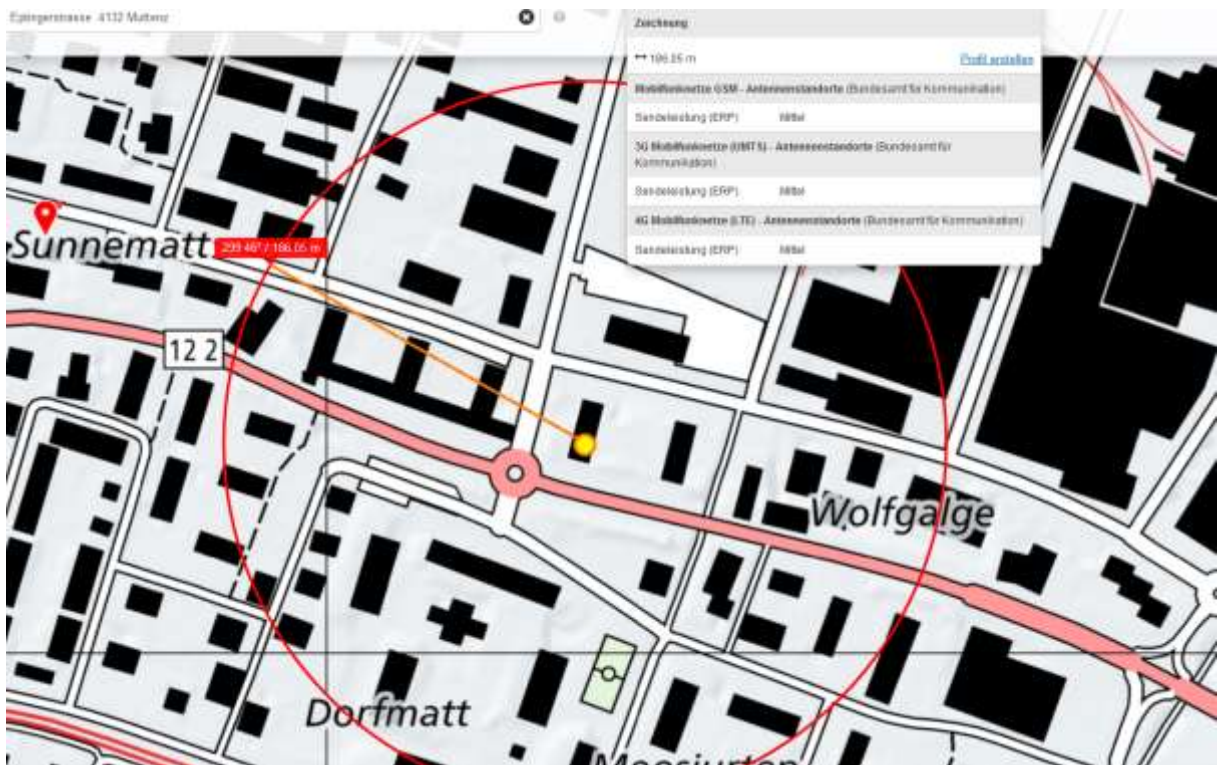 Eptingerstrasse 4132 Muttenz
Zeichnung
186.05 m
Profil erstellen
Mobilfunknetze GSM - Antennenstandorte (Bundesamt für Kommunikation)
Sendeleistung (ERP) Mittel
3G Mobilfunknetze (UMTS) - Antennenstandorte (Bundesamt für
Kommunikation)
Sendeleistung (ERP) Mittel
4G Mobilfunknetze (LTE) - Antennenstandorte (Bundesamt für Kommunikation)
Sendeleistung (ERP) Mittel
Sunnematt
/ 186.05 m
12 2
Wolfgalge
Dorfmatt